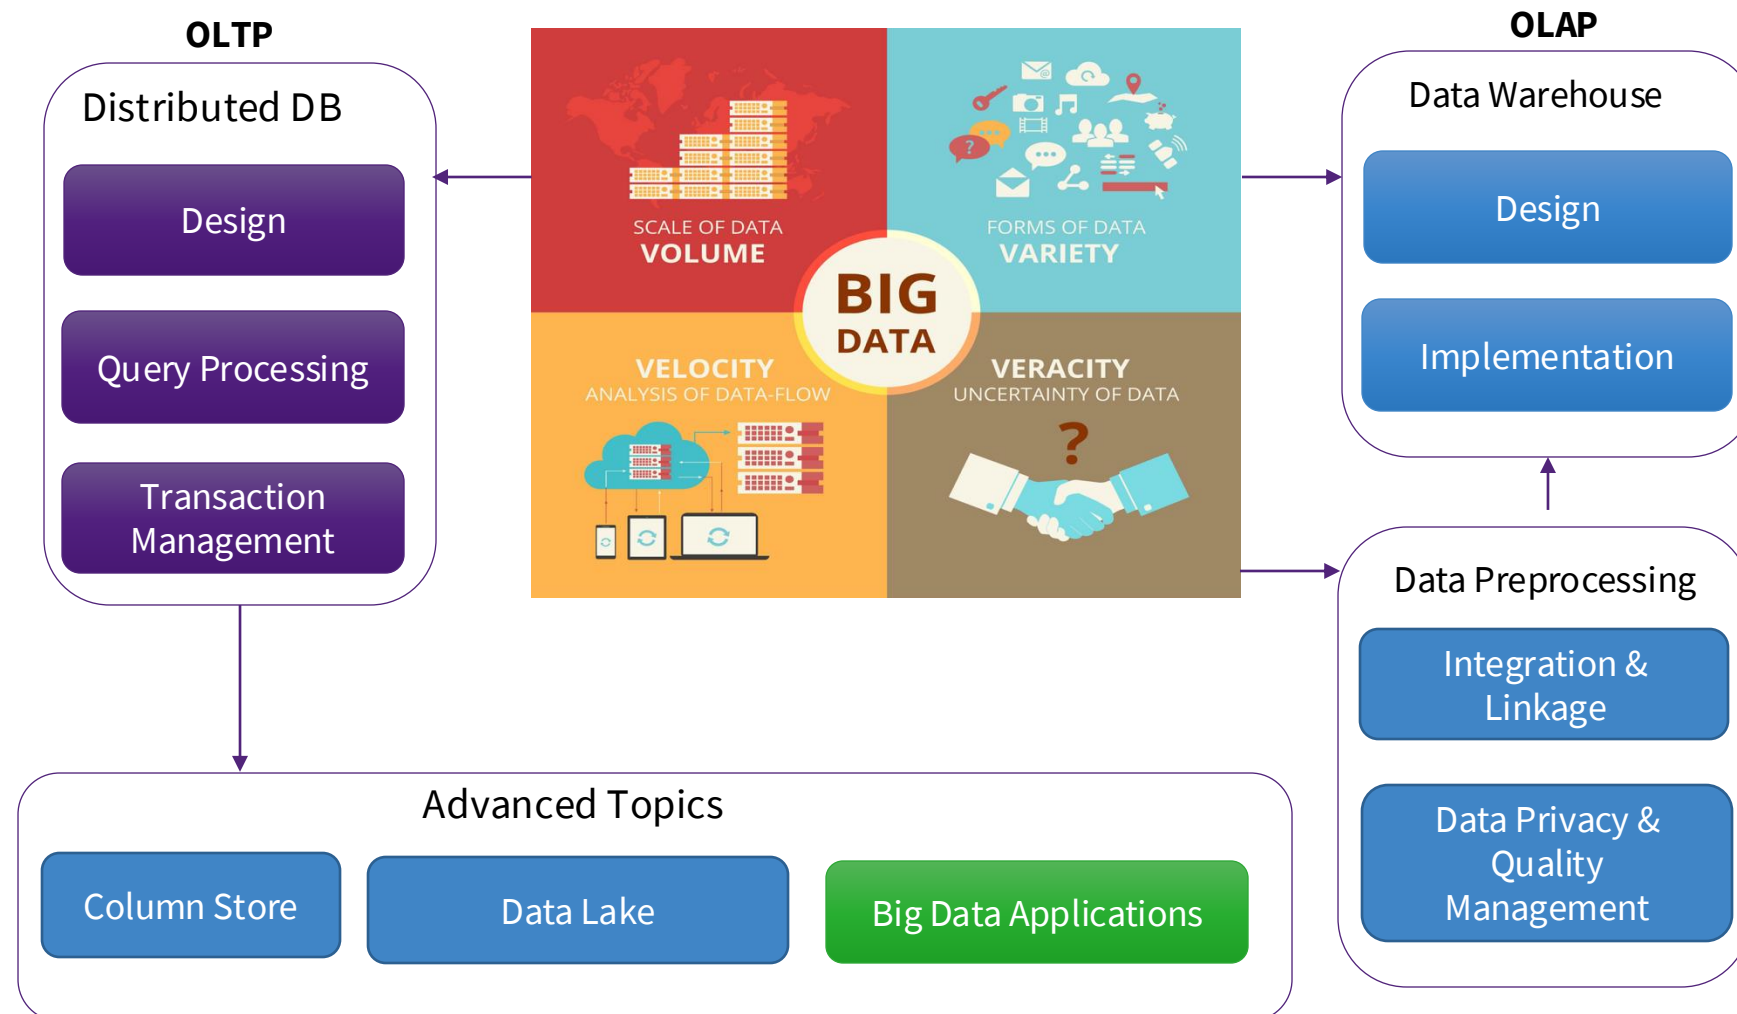 OLTP
Distributed DB
Design
Query Processing
Transaction
Management
SCALE OF DATA
VOLUME
FORMS OF DATA
VARIETY
BIG
DATA
VELOCITY
ANALYSIS OF DATA-FLOW
VERACITY
UNCERTAINTY OF DATA
?
?
@
OLAP
Data Warehouse
Design
Implementation
Data Preprocessing
Integration &
Linkage
Data Privacy &
Quality
Management
Advanced Topics
Column Store
Data Lake
Big Data Applications